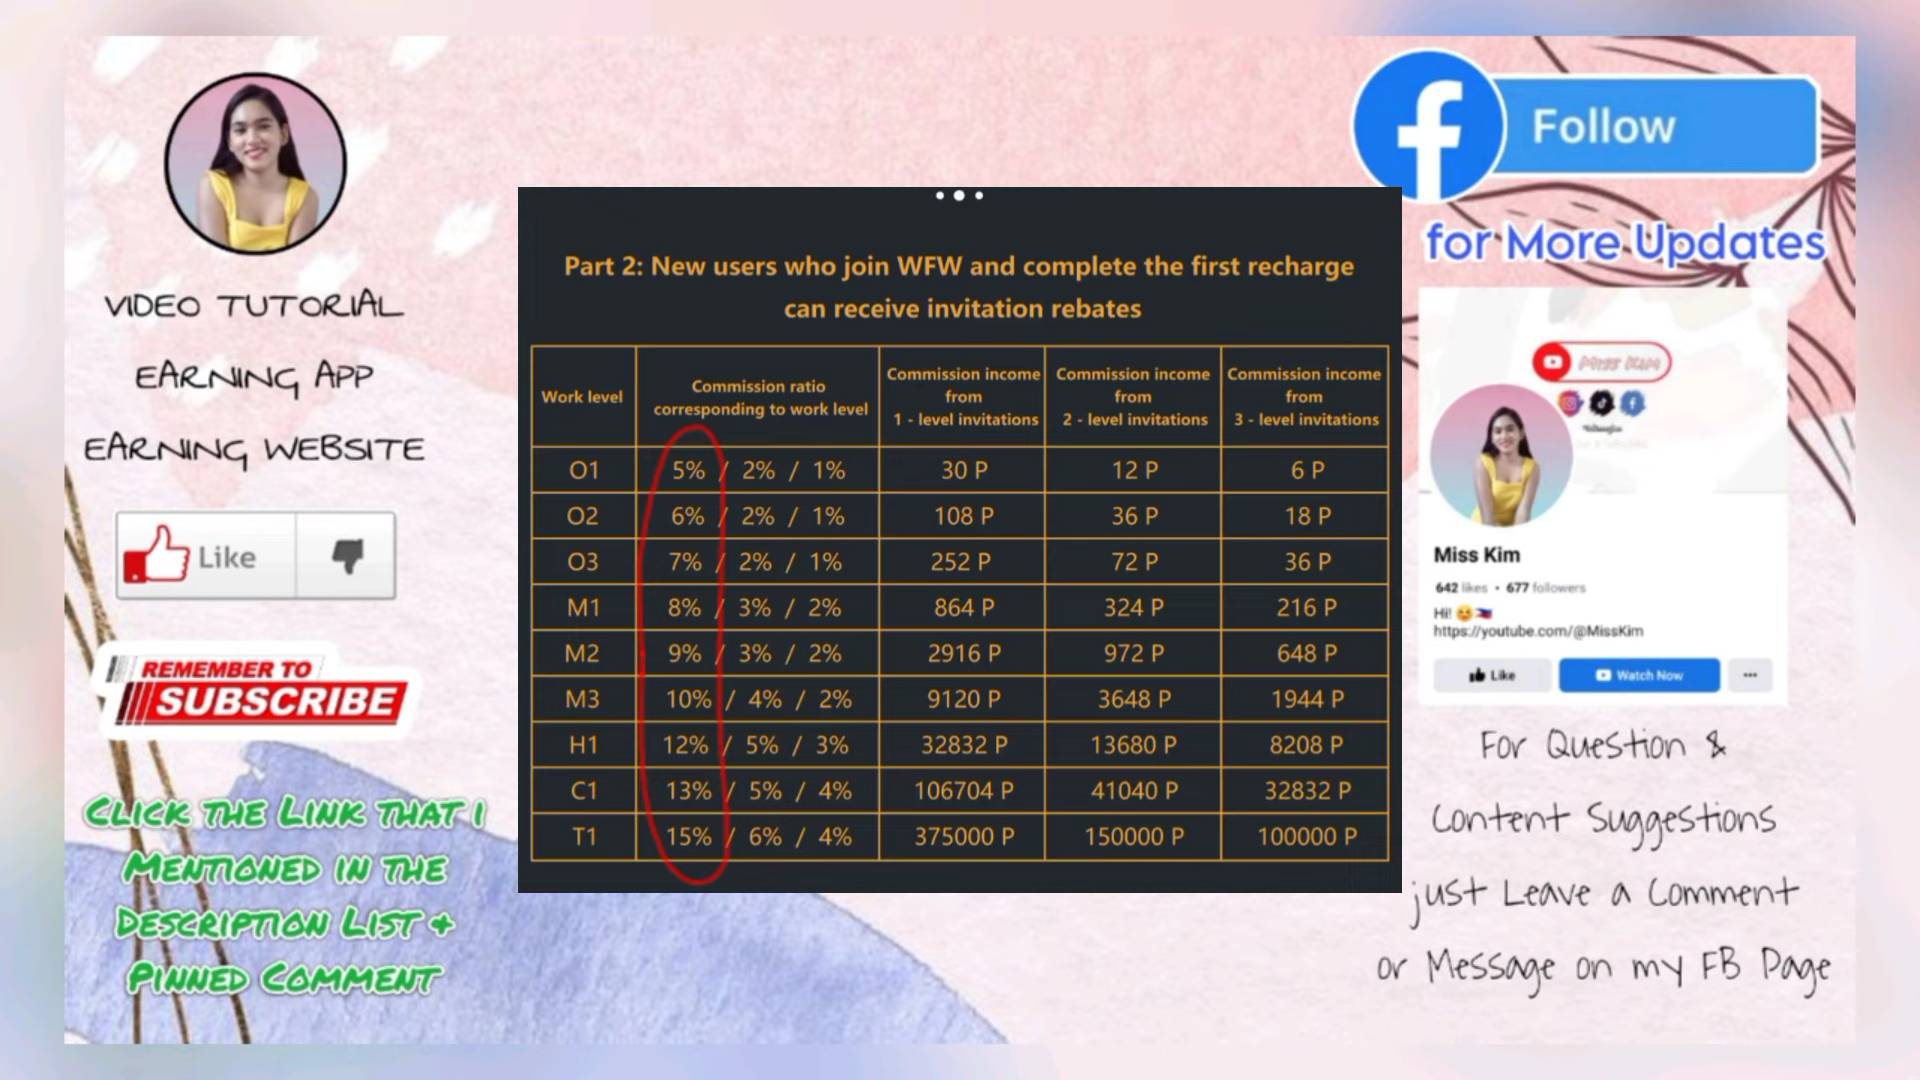 VIDEO TUTORIAL
EARNING APP
EARNING WEBSITE
Like
REMEMBER TO
SUBSCRIBE
CLICK THE LINK THAT I
MENTIONED IN THE
DESCRIPTION LIST &
PINNED COMMENT
Part 2: New users who join WFW and complete the first recharge
can receive invitation rebates
Work level
Commission ratio
corresponding to work level
Commission income
from
1 - level invitations
Commission income
from
2 - level invitations
Commission income
from
3 - level invitations
O1 5% / 2% / 1% 30 P 12 P 6 P
O2 6% / 2% / 1% 108 P 36 P 18 P
O3 7% / 2% / 1% 252 P 72 P 36 P
M1 8% / 3% / 2% 864 P 324 P 216 P
M2 9% / 3% / 2% 2916 P 972 P 648 P
M3 10% / 4% / 2% 9120 P 3648 P 1944 P
H1 12% / 5% / 3% 32832 P 13680 P 8208 P
C1 13% / 5% / 4% 106704 P 41040 P 32832 P
T1 15% / 6% / 4% 375000 P 150000 P 100000 P
Follow
for More Updates
MISS KIM
Miss Kim
642 likes • 677 followers
Hi! 😉🇵🇭
https://youtube.com/@MissKim
Like
Watch Now
For Question &
Content Suggestions
just Leave a Comment
or Message on my FB Page